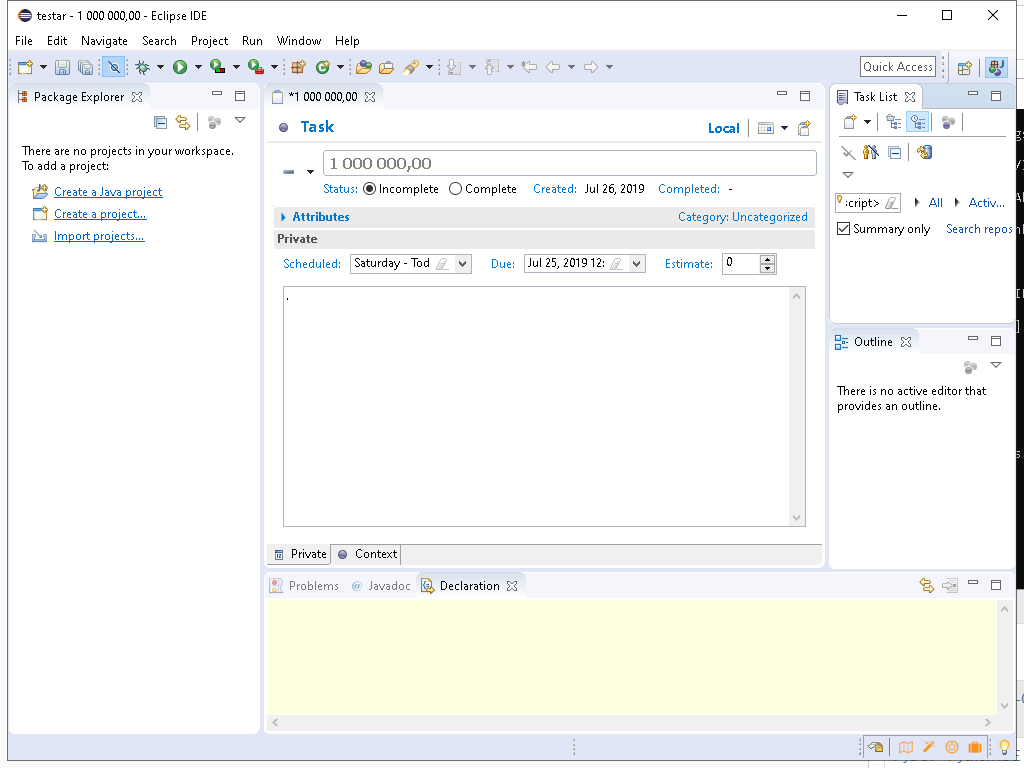 testar - 1 000 000,00 - Eclipse IDE
File Edit Navigate Search Project Run Window Help
Quick Access
Package Explorer
There are no projects in your workspace.
To add a project:
Create a Java project
Create a project...
Import projects...
*1 000 000,00
Task
Local
1 000 000,00
Status: Incomplete Complete Created: Jul 26, 2019 Completed: -
Attributes Category: Uncategorized
Private
Scheduled: Saturday - Tod Due: Jul 25, 2019 12: Estimate: 0
.
Private Context
Problems @ Javadoc Declaration
Task List
:cript> All Activ...
Summary only Search repos
Outline
There is no active editor that
provides an outline.